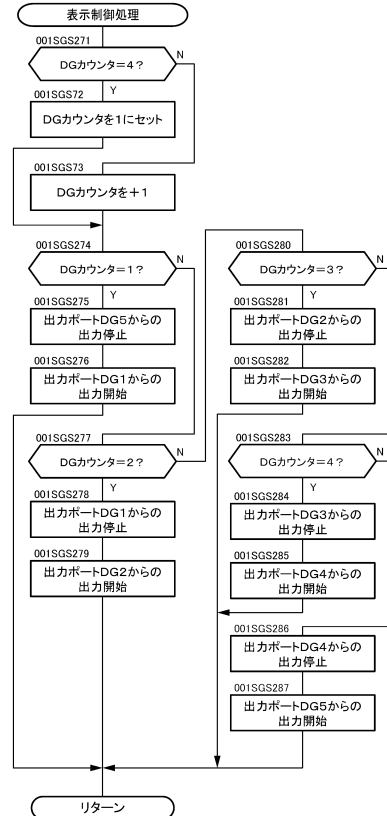 表示制御処理
001SGS271
DGカウンタ=4?
N
Y
001SGS72
DGカウンタを1にセット
001SGS73
DGカウンタを+1
001SGS274
DGカウンタ=1?
N
Y
001SGS275
出力ポートDG5からの
出力停止
001SGS276
出力ポートDG1からの
出力開始
001SGS277
DGカウンタ=2?
N
Y
001SGS278
出力ポートDG1からの
出力停止
001SGS279
出力ポートDG2からの
出力開始
001SGS280
DGカウンタ=3?
N
Y
001SGS281
出力ポートDG2からの
出力停止
001SGS282
出力ポートDG3からの
出力開始
001SGS283
DGカウンタ=4?
N
Y
001SGS284
出力ポートDG3からの
出力停止
001SGS285
出力ポートDG4からの
出力開始
001SGS286
出力ポートDG4からの
出力停止
001SGS287
出力ポートDG5からの
出力開始
リターン